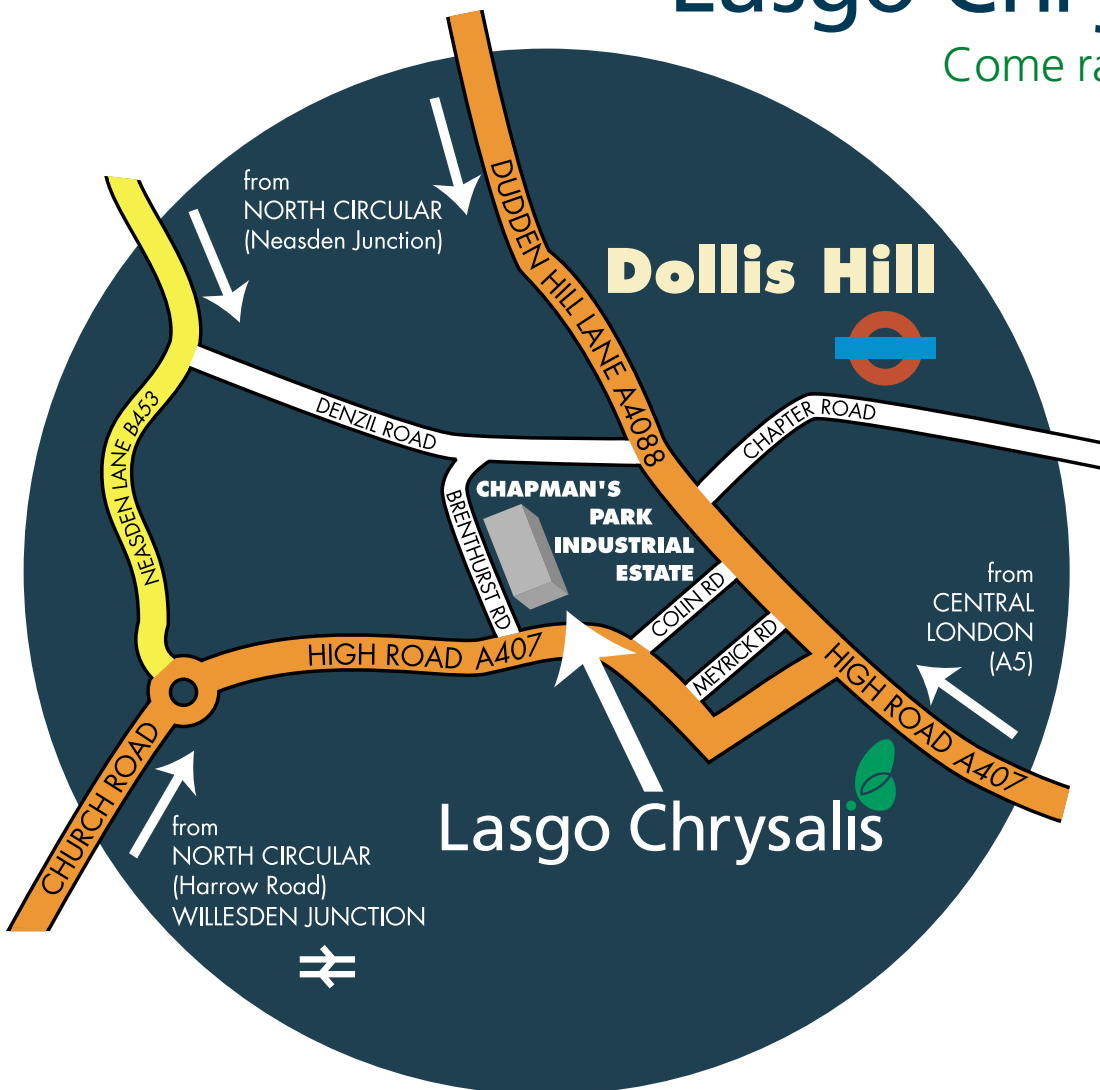 Lasgo Chry
Come ra
from
NORTH CIRCULAR
(Neasden Junction)
DUDDEN HILL LANE A4088
Dollis Hill
NEASDEN LANE B453
DENZIL ROAD
CHAPTER ROAD
BRENTHURST RD
CHAPMAN'S
PARK
INDUSTRIAL
ESTATE
COLIN RD
MEYRICK RD
from
CENTRAL
LONDON
(A5)
HIGH ROAD A407
HIGH ROAD A407
CHURCH ROAD
Lasgo Chrysalis
from
NORTH CIRCULAR
(Harrow Road)
WILLESDEN JUNCTION